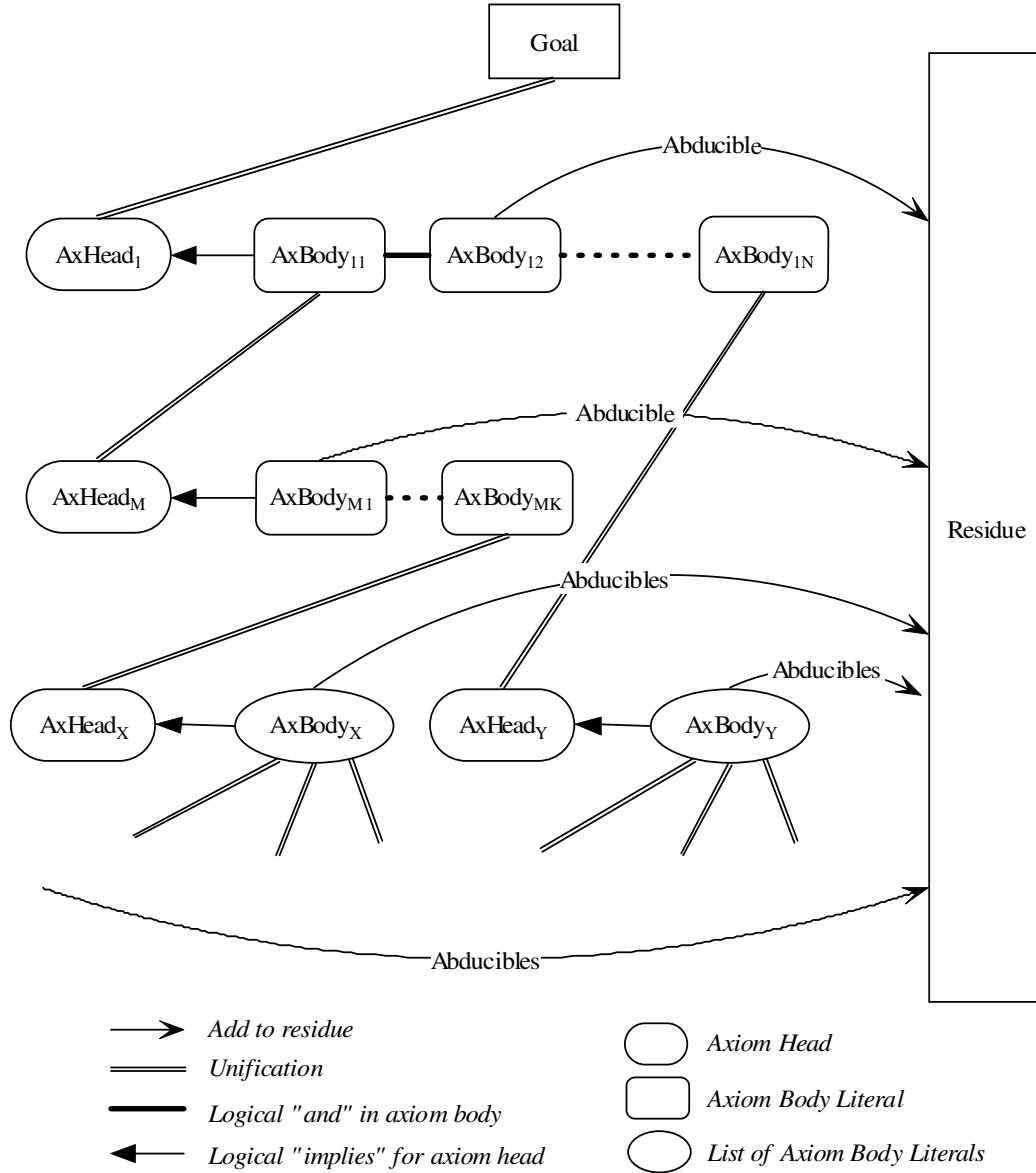 Goal
Abducible
AxHead₁ AxBody₁₁ AxBody₁₂ AxBody₁N
Abducible
AxHeadM AxBodyM1 AxBodyMK
Residue
Abducibles
Abducibles
AxHeadX AxBodyX AxHeadY AxBodyY
Abducibles
Add to residue
Unification
Logical "and" in axiom body
Logical "implies" for axiom head
Axiom Head
Axiom Body Literal
List of Axiom Body Literals